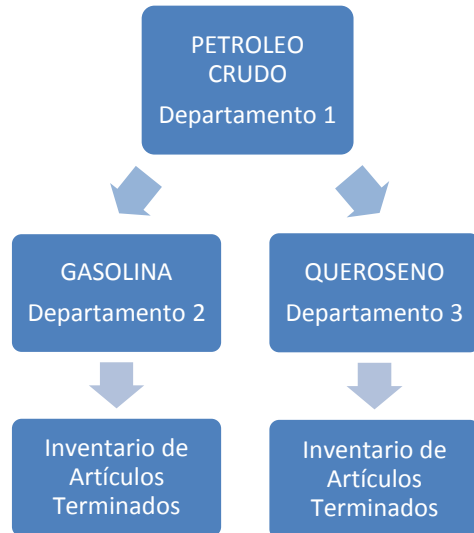 PETROLEO
CRUDO
Departamento 1
GASOLINA
Departamento 2
QUEROSENO
Departamento 3
Inventario de
Artículos
Terminados
Inventario de
Artículos
Terminados